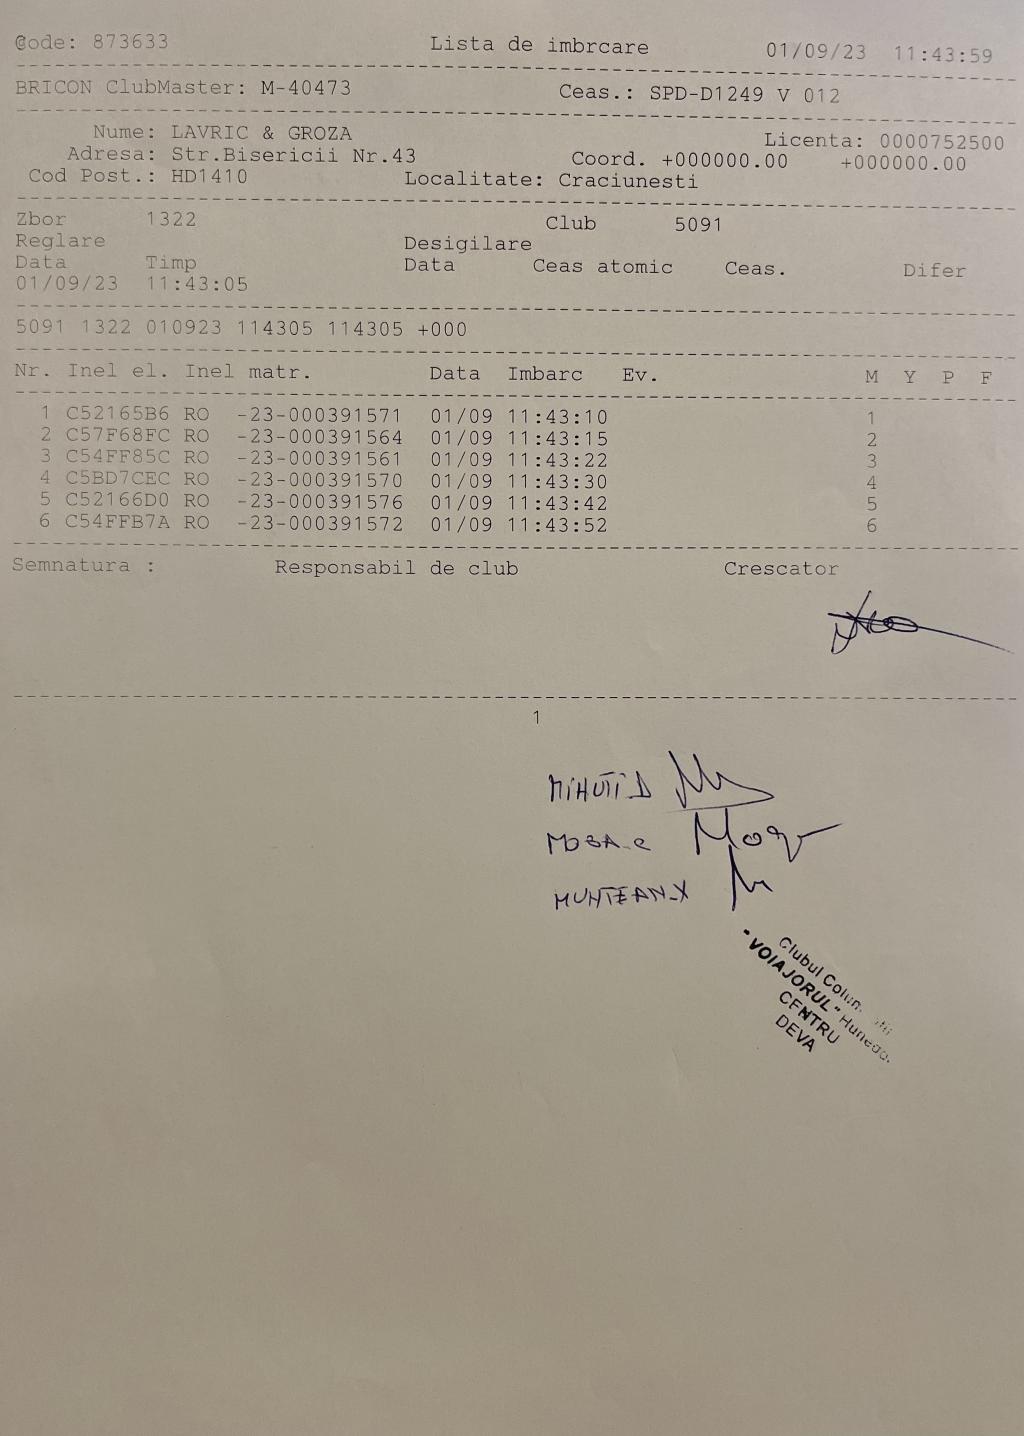 Code: 873633 Lista de imbrcare 01/09/23 11:43:59
BRICON ClubMaster: M-40473 Ceas.: SPD-D1249 V 012
Nume: LAVRIC & GROZA Licenta: 0000752500
Adresa: Str.Bisericii Nr.43 Coord. +000000.00 +000000.00
Cod Post.: HD1410 Localitate: Craciunesti
Zbor 1322 Club 5091
Reglare Desigilare
Data Timp Data Ceas atomic Ceas. Difer
01/09/23 11:43:05
5091 1322 010923 114305 114305 +000
Nr. Inel el. Inel matr. Data Imbarc Ev. M Y P F
1 C52165B6 RO -23-000391571 01/09 11:43:10 1
2 C57F68FC RO -23-000391564 01/09 11:43:15 2
3 C54FF85C RO -23-000391561 01/09 11:43:22 3
4 C5BD7CEC RO -23-000391570 01/09 11:43:30 4
5 C52166D0 RO -23-000391576 01/09 11:43:42 5
6 C54FFB7A RO -23-000391572 01/09 11:43:52 6
Semnatura : Responsabil de club Crescator
1
MIHUTI D
MUNTEAN
Clubul
"VOIAJORUL"
CENTRU
DEVA